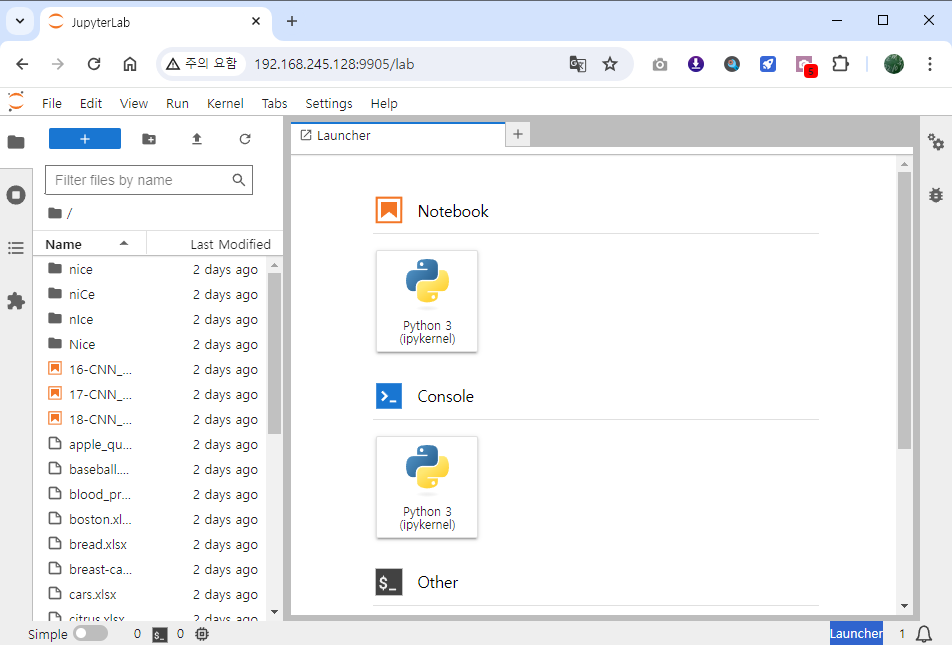 JupyterLab
주의 요함
192.168.245.128:9905/lab
5
File Edit View Run Kernel Tabs Settings Help
Launcher
Filter files by name
/
Name Last Modified
nice 2 days ago
niCe 2 days ago
nIce 2 days ago
Nice 2 days ago
16-CNN_... 2 days ago
17-CNN_... 2 days ago
18-CNN_... 2 days ago
apple_qu... 2 days ago
baseball.... 2 days ago
blood_pr... 2 days ago
boston.xl... 2 days ago
bread.xlsx 2 days ago
breast-ca... 2 days ago
cars.xlsx 2 days ago
citrus.xlsx 2 days ago
Notebook
Python 3
(ipykernel)
Console
Python 3
(ipykernel)
$_ Other
Simple 0 $_ 0 Launcher 1